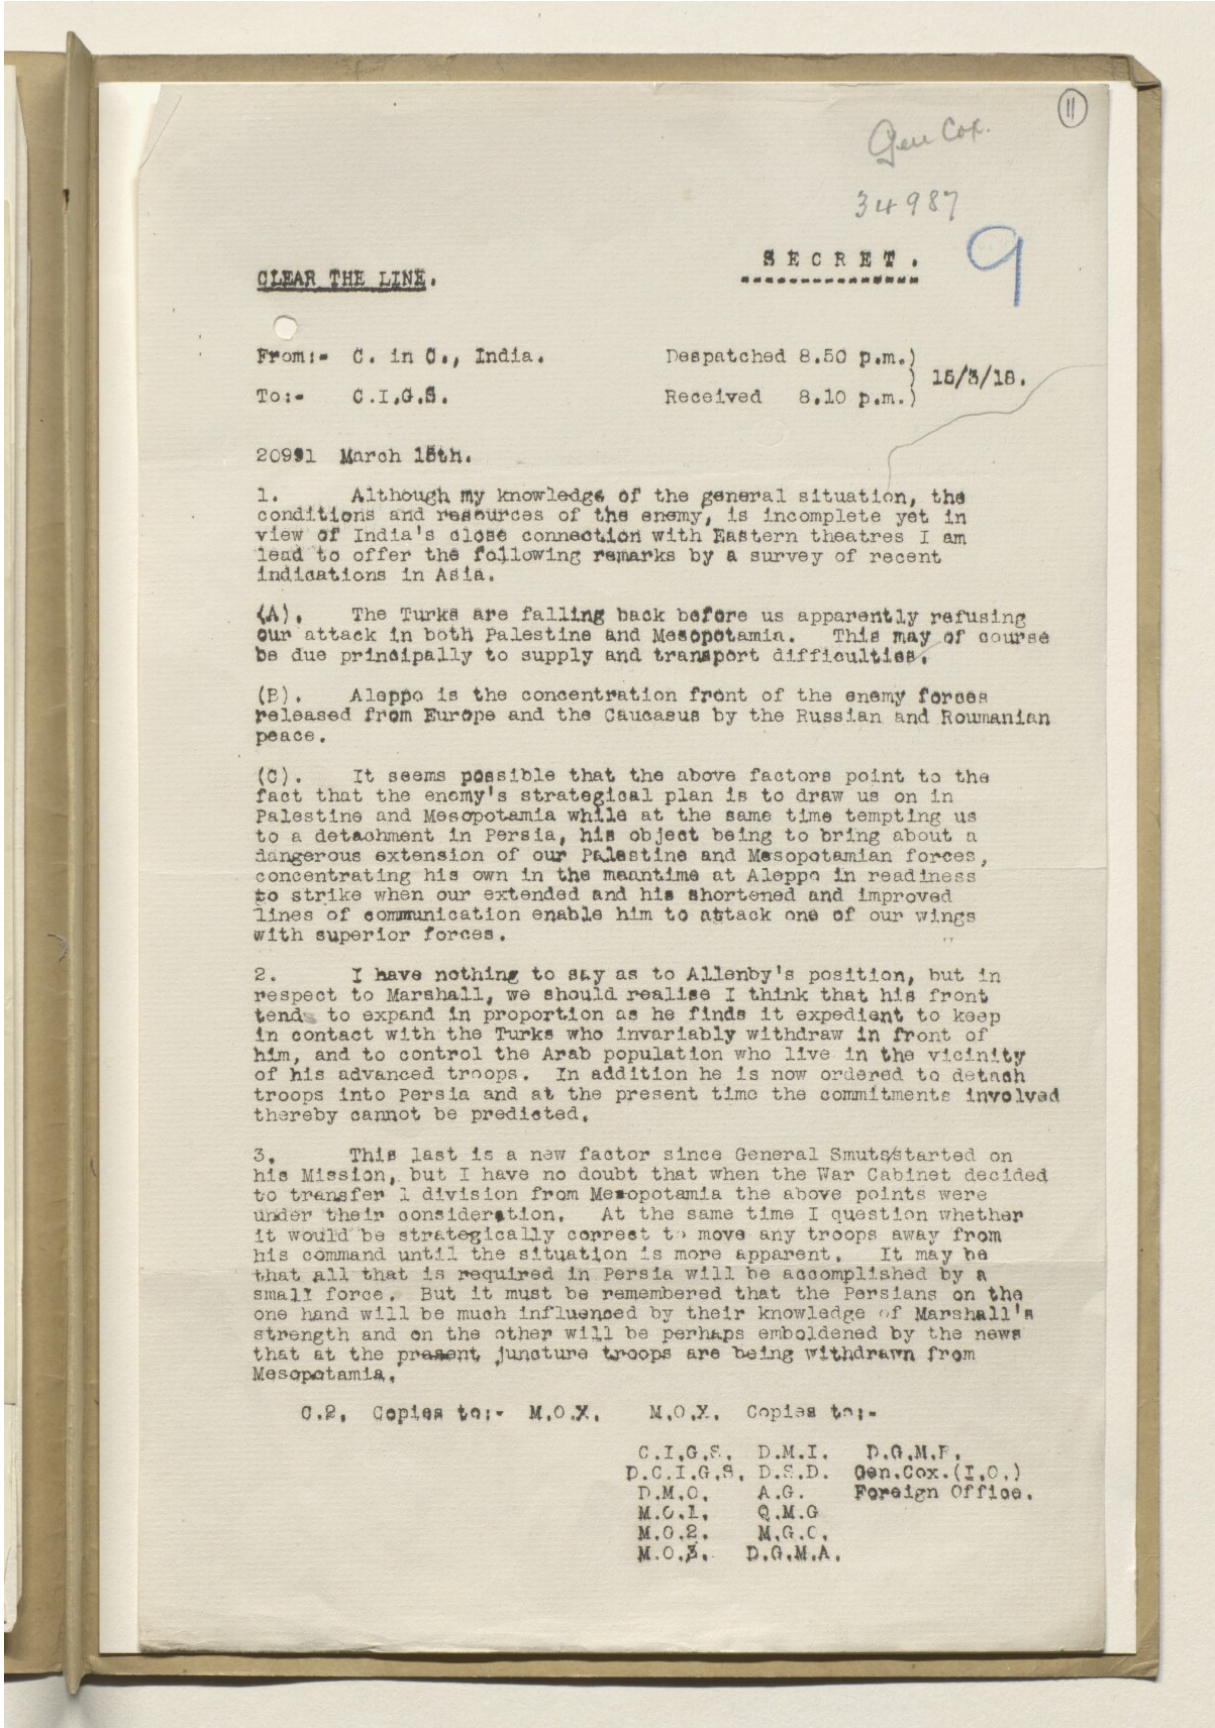 11
Gen Cox.
34987
9
SECRET.
CLEAR THE LINE.
From:- C. in C., India. Despatched 8.50 p.m.)
) 15/3/18.
To:- C.I.G.S. Received 8.10 p.m.)
20991 March 15th.
1. Although my knowledge of the general situation, the
conditions and resources of the enemy, is incomplete yet in
view of India's close connection with Eastern theatres I am
lead to offer the following remarks by a survey of recent
indications in Asia.
(A). The Turks are falling back before us apparently refusing
our attack in both Palestine and Mesopotamia. This may of course
be due principally to supply and transport difficulties.
(B). Aleppo is the concentration front of the enemy forces
released from Europe and the Caucasus by the Russian and Roumanian
peace.
(C). It seems possible that the above factors point to the
fact that the enemy's strategical plan is to draw us on in
Palestine and Mesopotamia while at the same time tempting us
to a detachment in Persia, his object being to bring about a
dangerous extension of our Palestine and Mesopotamian forces,
concentrating his own in the meantime at Aleppo in readiness
to strike when our extended and his shortened and improved
lines of communication enable him to attack one of our wings
with superior forces.
2. I have nothing to say as to Allenby's position, but in
respect to Marshall, we should realise I think that his front
tends to expand in proportion as he finds it expedient to keep
in contact with the Turks who invariably withdraw in front of
him, and to control the Arab population who live in the vicinity
of his advanced troops. In addition he is now ordered to detach
troops into Persia and at the present time the commitments involved
thereby cannot be predicted.
3. This last is a new factor since General Smuts/started on
his Mission, but I have no doubt that when the War Cabinet decided
to transfer 1 division from Mesopotamia the above points were
under their consideration. At the same time I question whether
it would be strategically correct to move any troops away from
his command until the situation is more apparent. It may be
that all that is required in Persia will be accomplished by a
small force. But it must be remembered that the Persians on the
one hand will be much influenced by their knowledge of Marshall's
strength and on the other will be perhaps emboldened by the news
that at the present juncture troops are being withdrawn from
Mesopotamia.
C.2. Copies to:- M.O.X. M.O.X. Copies to:-
C.I.G.S. D.M.I. D.G.M.R.
D.C.I.G.S. D.S.D. Gen.Cox.(I.O.)
D.M.O. A.G. Foreign Office.
M.O.1. Q.M.G
M.O.2. M.G.O.
M.O.3. D.G.M.A.